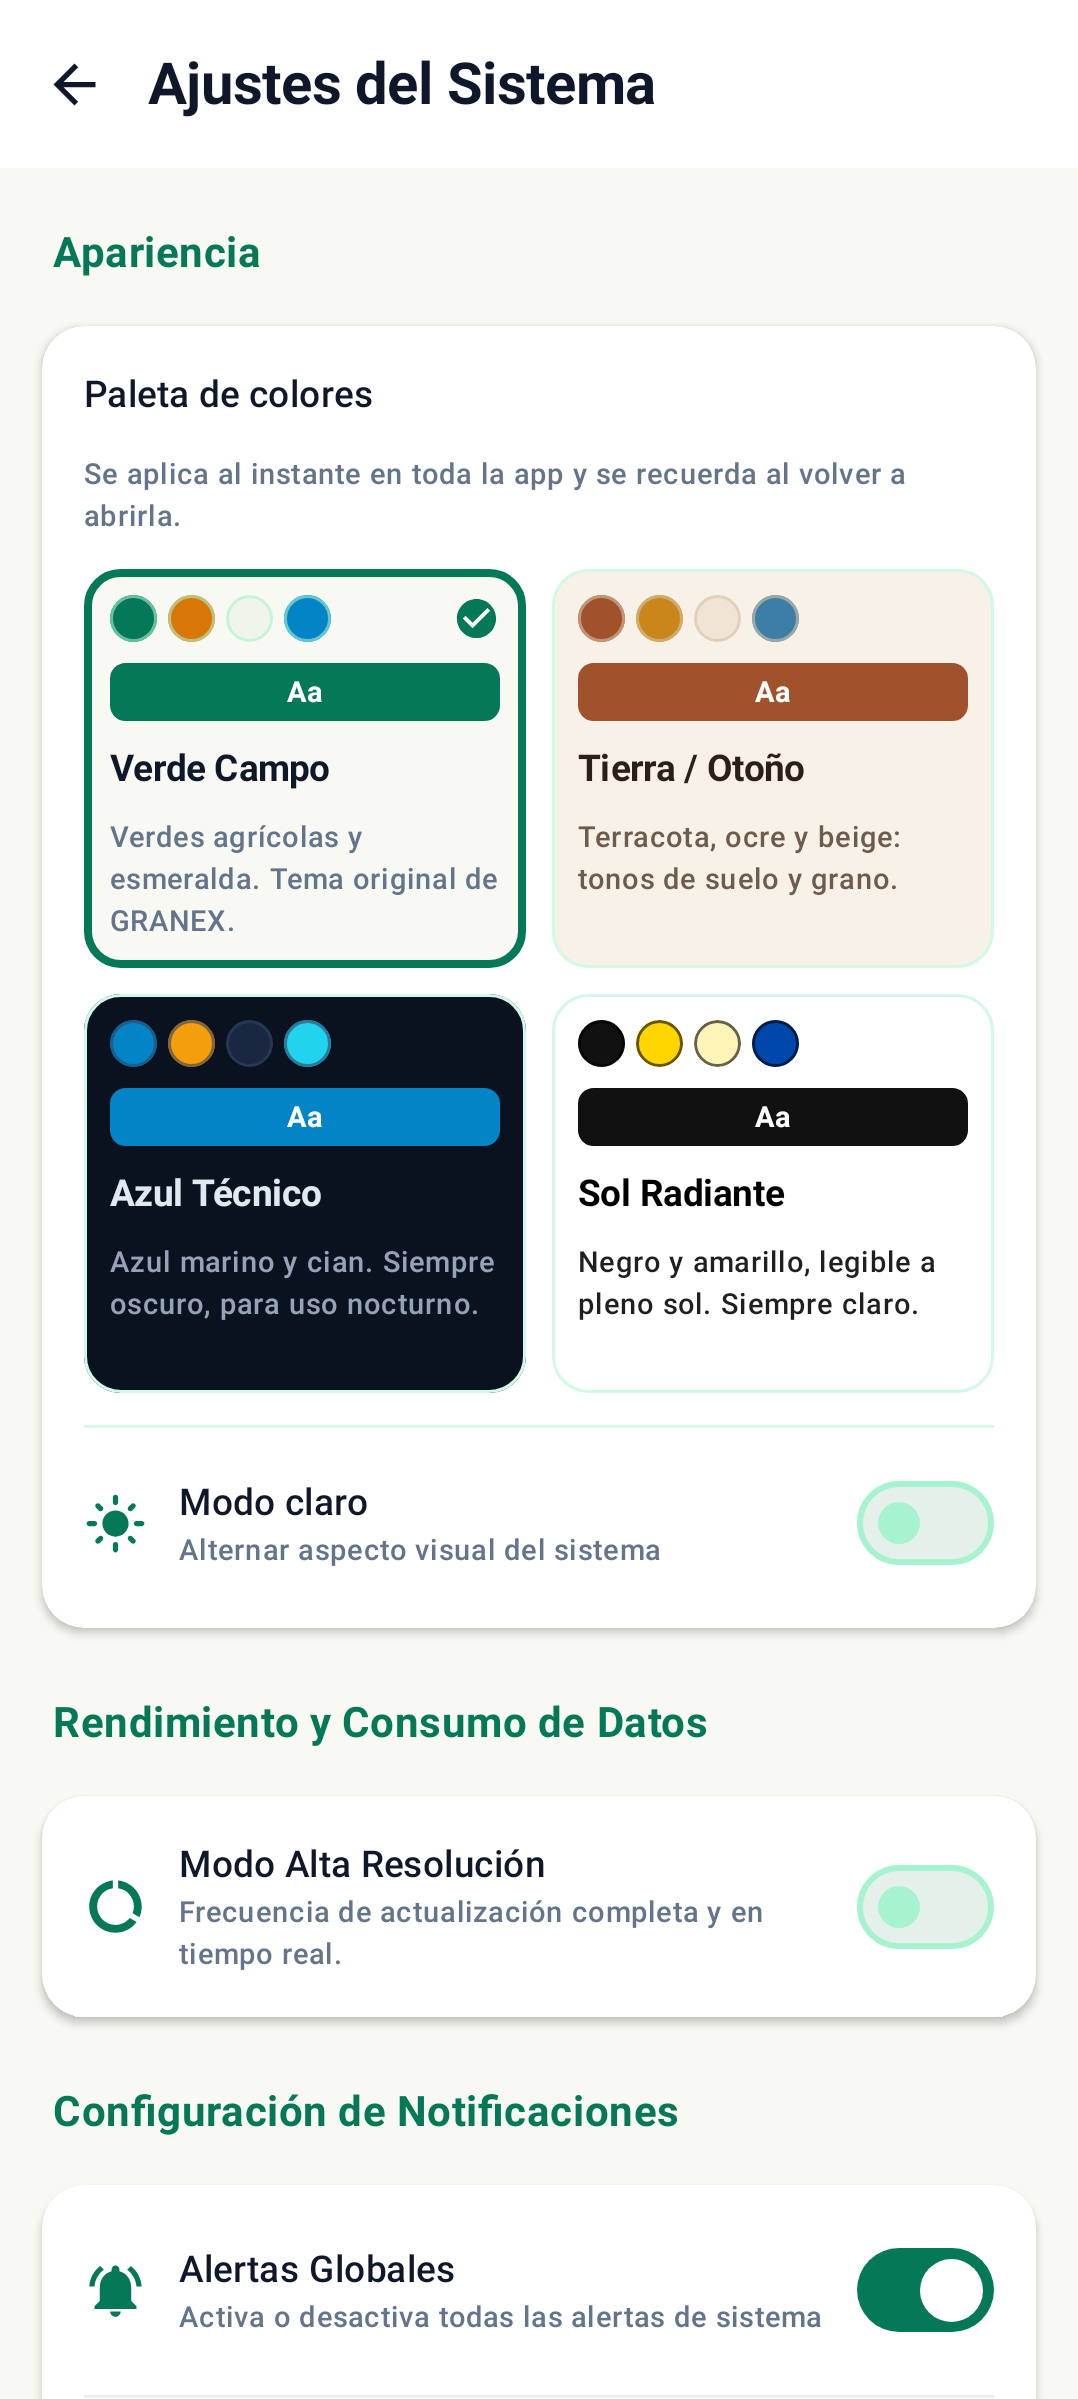 Ajustes del Sistema
Apariencia
Paleta de colores
Se aplica al instante en toda la app y se recuerda al volver a
abrirla.
Aa
Verde Campo
Verdes agrícolas y
esmeralda. Tema original de
GRANEX.
Aa
Tierra / Otoño
Terracota, ocre y beige:
tonos de suelo y grano.
Aa
Azul Técnico
Azul marino y cian. Siempre
oscuro, para uso nocturno.
Aa
Sol Radiante
Negro y amarillo, legible a
pleno sol. Siempre claro.
Modo claro
Alternar aspecto visual del sistema
Rendimiento y Consumo de Datos
Modo Alta Resolución
Frecuencia de actualización completa y en
tiempo real.
Configuración de Notificaciones
Alertas Globales
Activa o desactiva todas las alertas de sistema